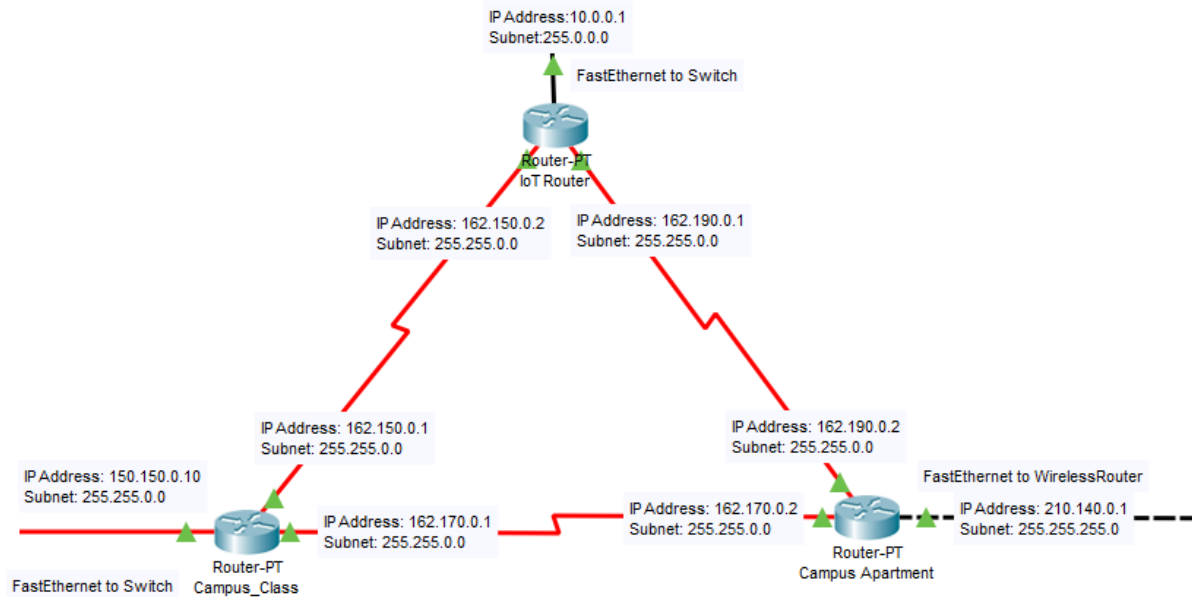 IP Address:10.0.0.1
Subnet:255.0.0.0
FastEthernet to Switch
Router-PT
IoT Router
IP Address: 162.150.0.2
Subnet: 255.255.0.0
IP Address: 162.190.0.1
Subnet: 255.255.0.0
IP Address: 162.150.0.1
Subnet: 255.255.0.0
IP Address: 162.190.0.2
Subnet: 255.255.0.0
IP Address: 150.150.0.10
Subnet: 255.255.0.0
FastEthernet to WirelessRouter
IP Address: 162.170.0.1
Subnet: 255.255.0.0
IP Address: 162.170.0.2
Subnet: 255.255.0.0
IP Address: 210.140.0.1
Subnet: 255.255.255.0
Router-PT
Campus Apartment
Router-PT
Campus_Class
FastEthernet to Switch